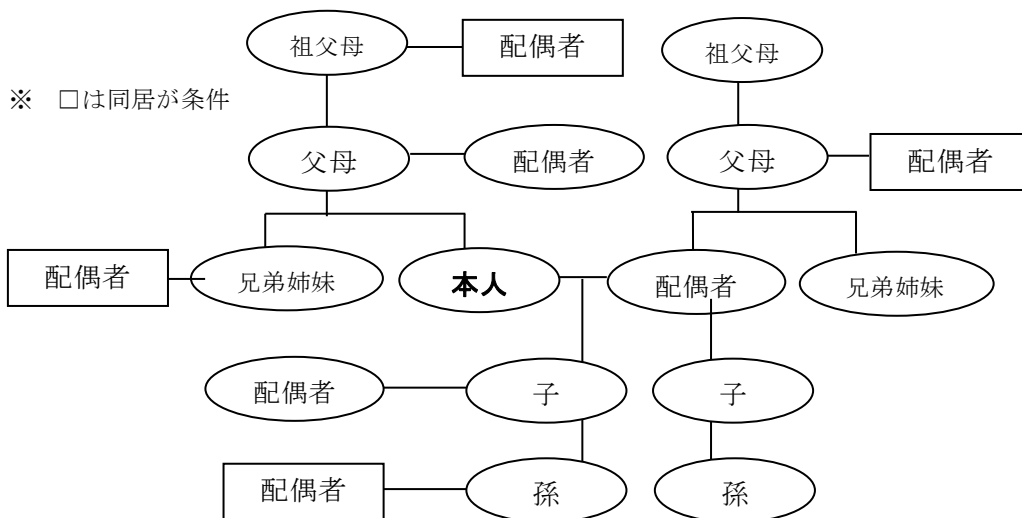 祖父母 配偶者 祖父母
※ □は同居が条件
父母 配偶者 父母 配偶者
配偶者 兄弟姉妹 本人 配偶者 兄弟姉妹
配偶者 子 子
配偶者 孫 孫